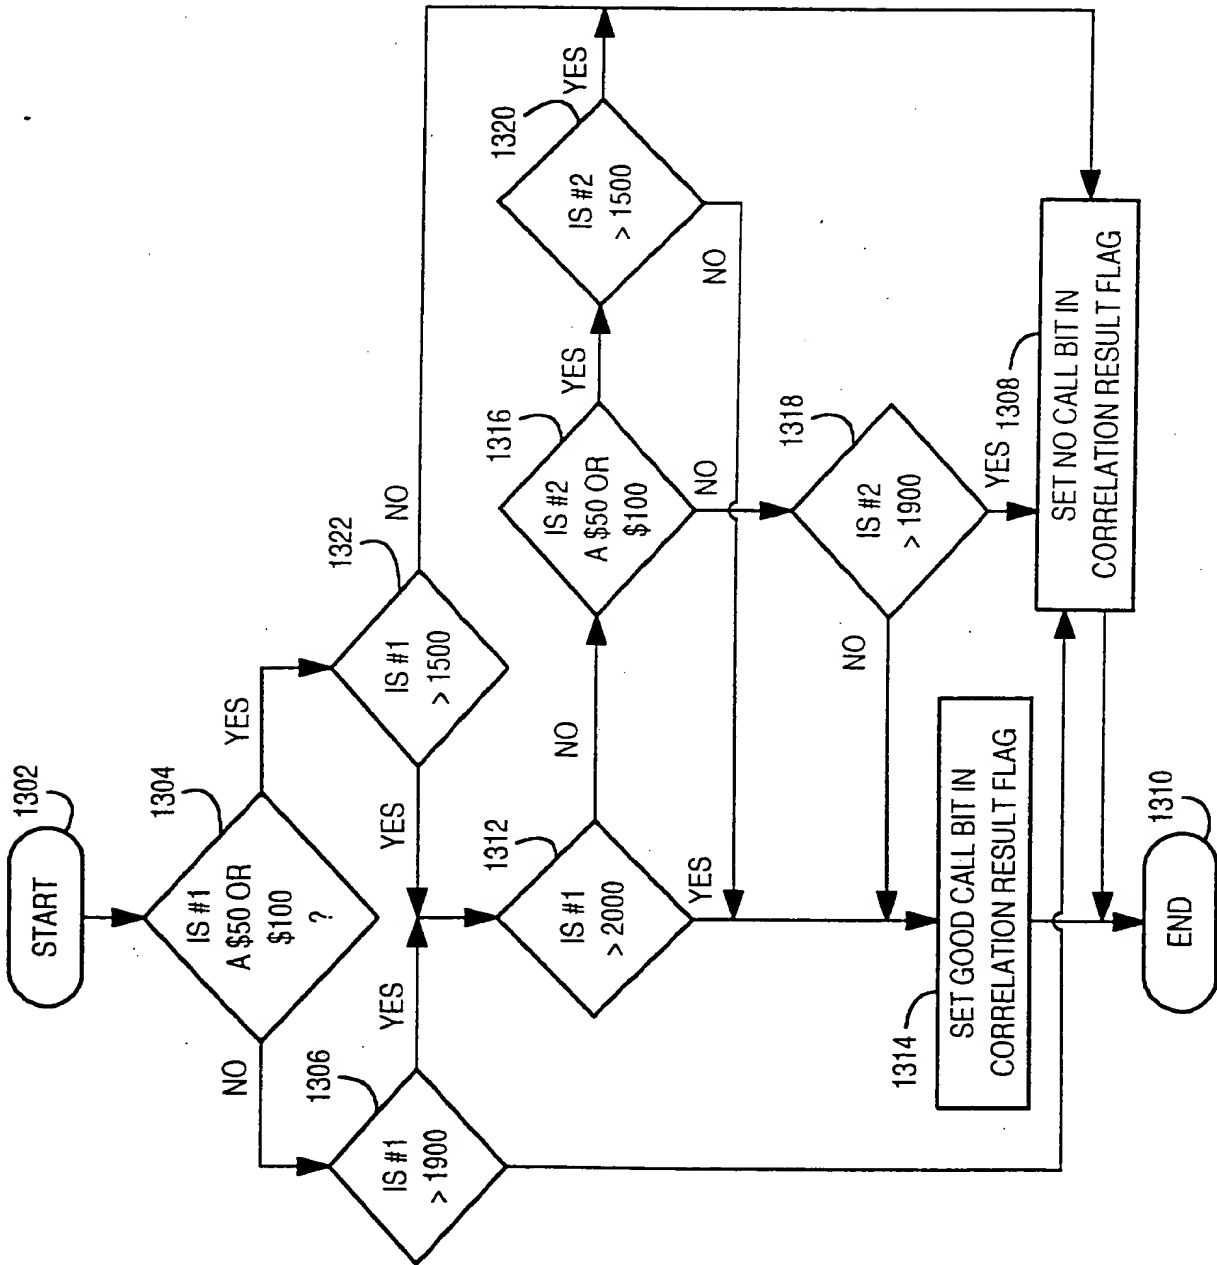 START
1302
IS #1
A $50 OR
$100
?
1304
NO
YES
1306
IS #1
> 1900
YES
1322
IS #1
> 1500
YES
NO
1312
IS #1
> 2000
NO
YES
1316
IS #2
A $50 OR
$100
YES
NO
1320
IS #2
> 1500
YES
NO
1318
IS #2
> 1900
NO
YES
1314
SET GOOD CALL BIT IN
CORRELATION RESULT FLAG
1308
SET NO CALL BIT IN
CORRELATION RESULT FLAG
END
1310